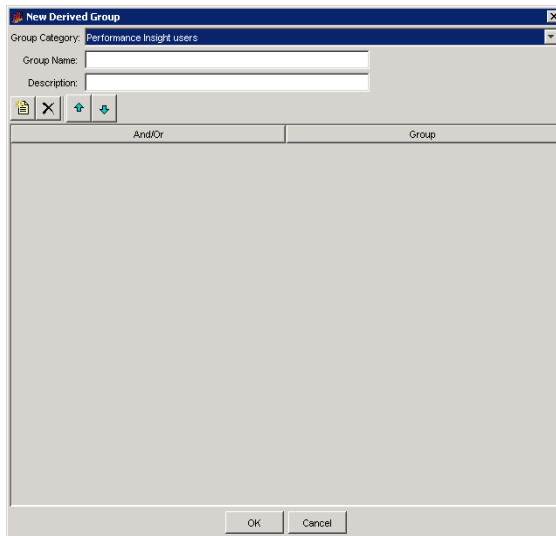 New Derived Group
Group Category: Performance Insight users
Group Name:
Description:
And/Or Group
OK Cancel